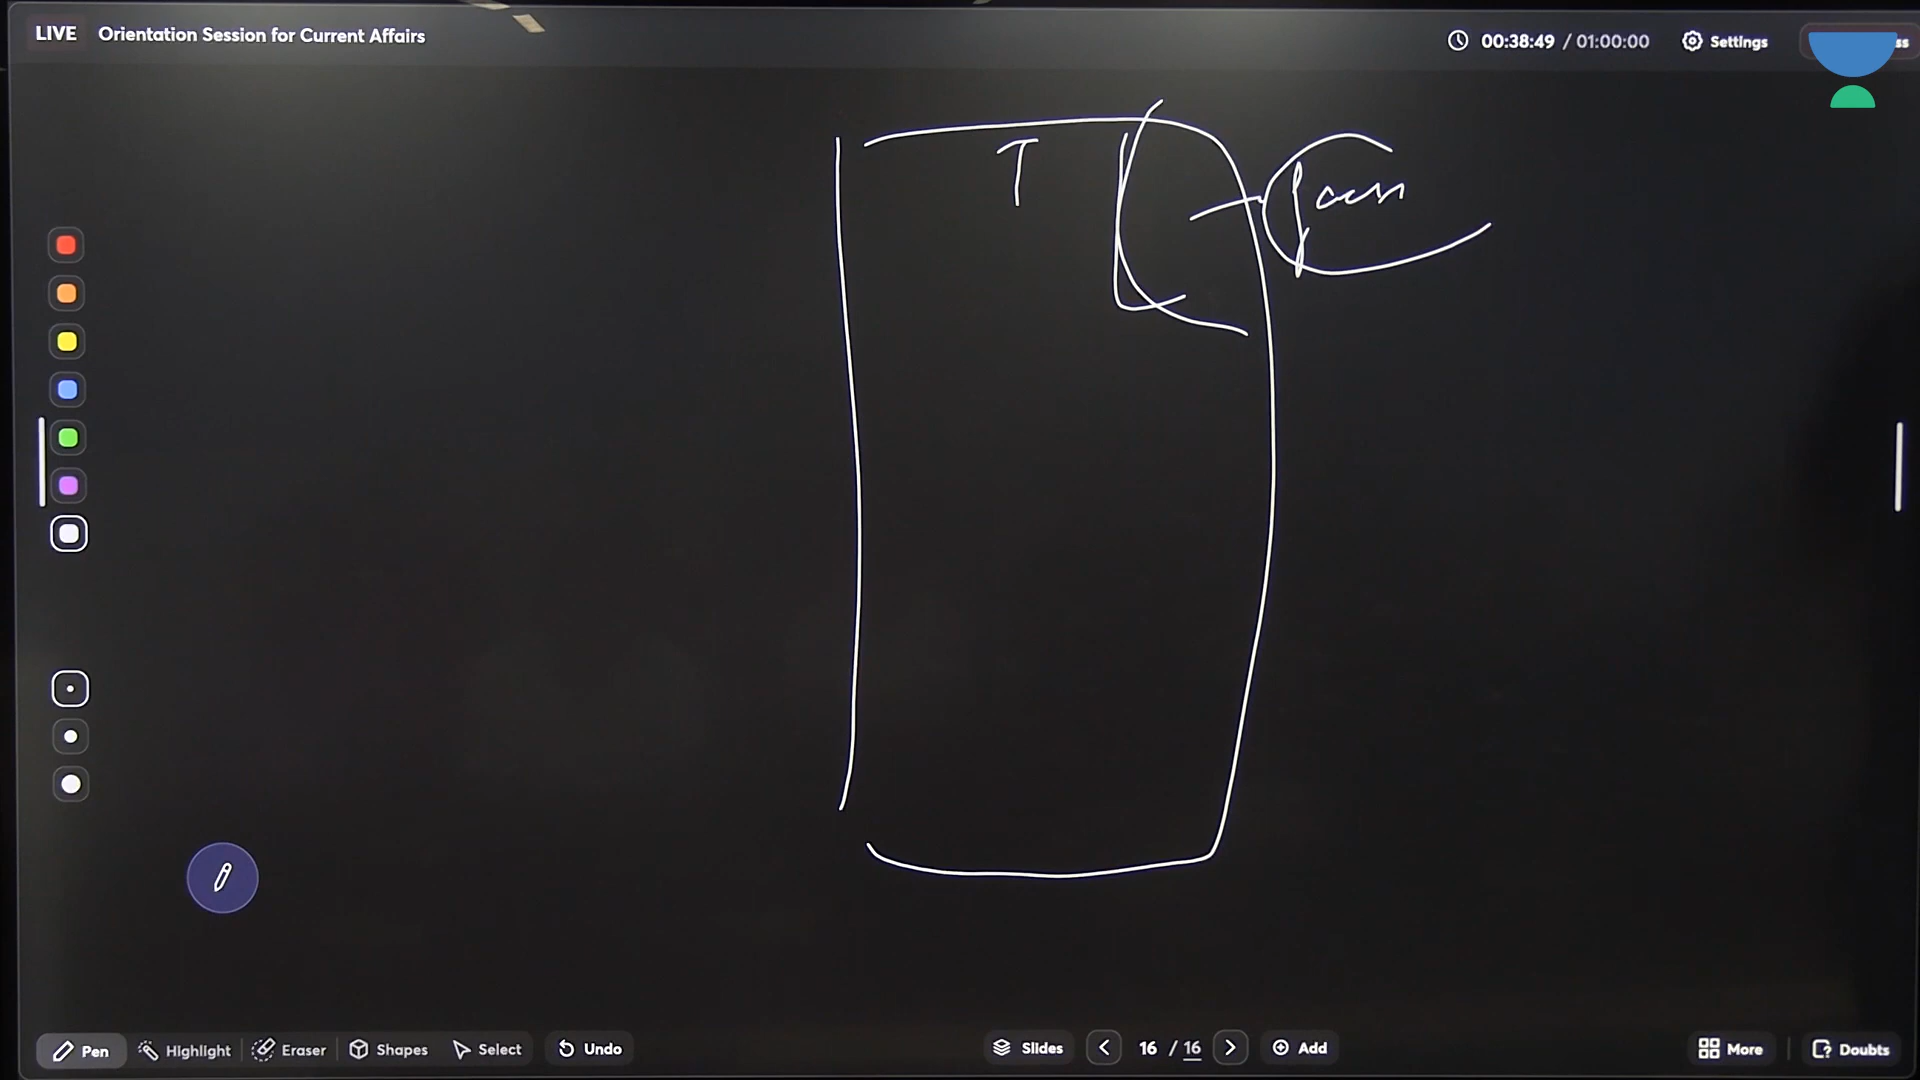 LIVE Orientation Session for Current Affairs 00:38:49 / 01:00:00 Settings
T
Pen Highlight Eraser Shapes Select Undo Slides 16 / 16 Add More Doubts